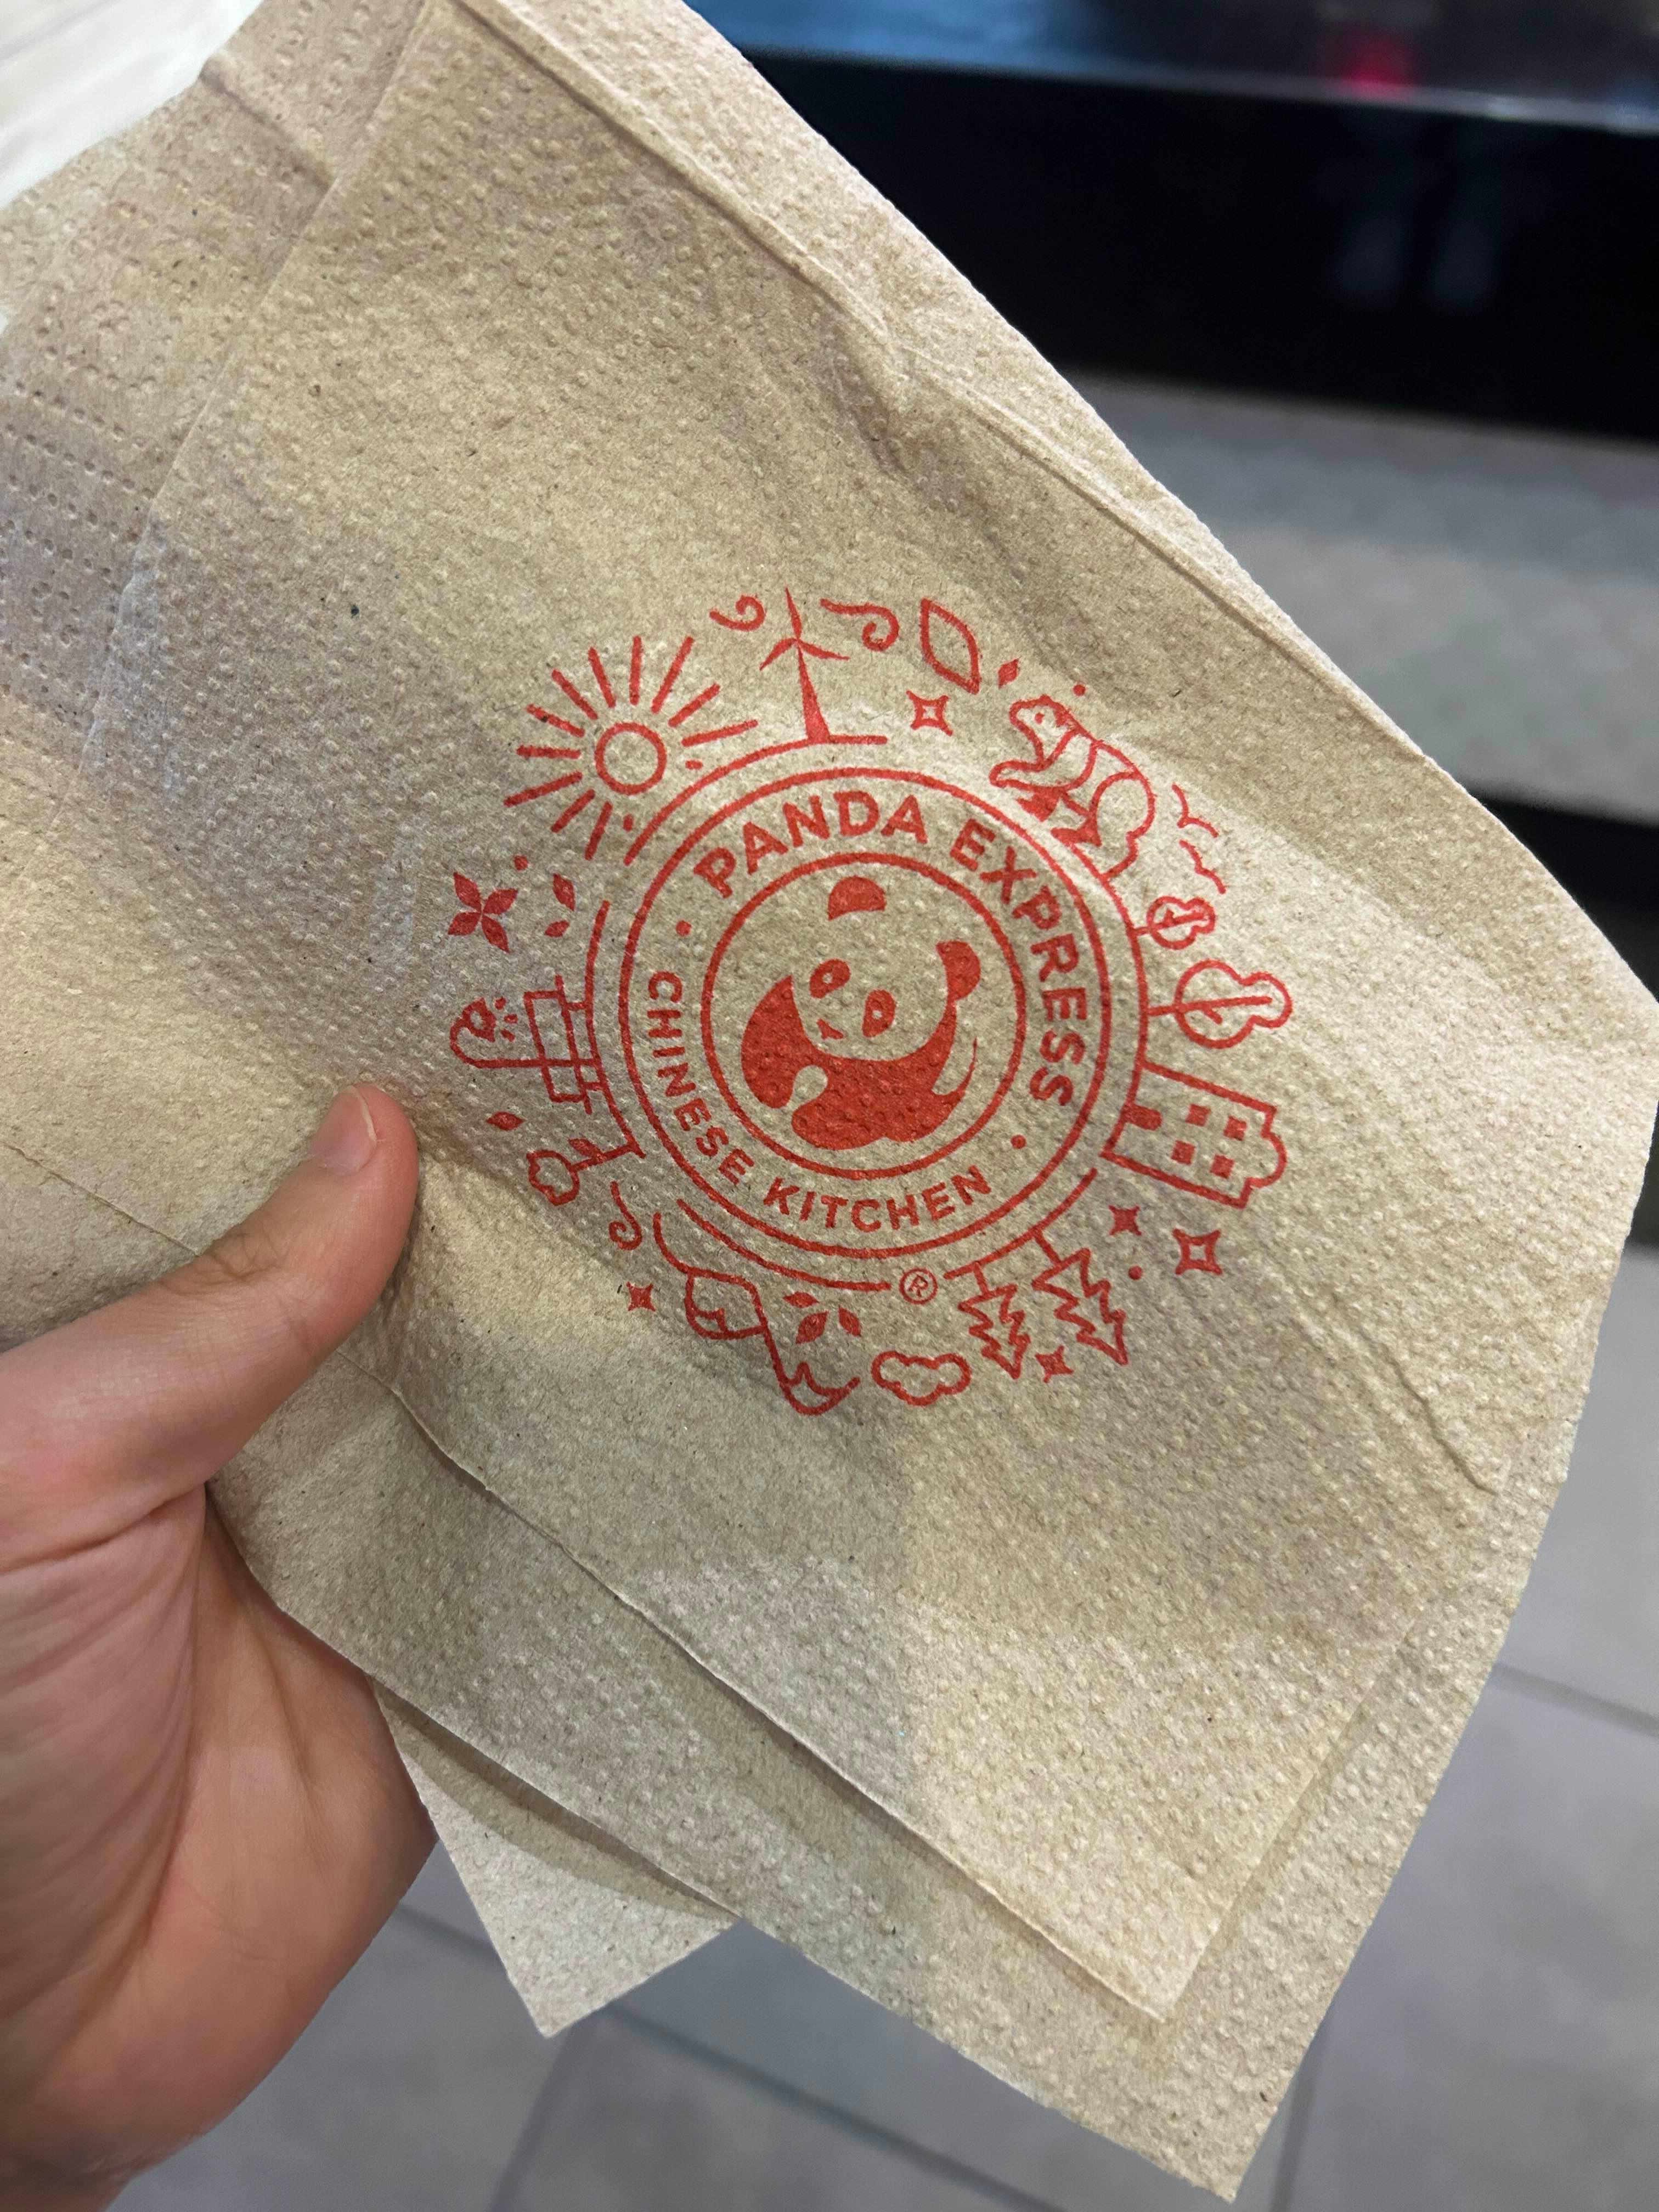 PANDA EXPRESS
CHINESE KITCHEN
®